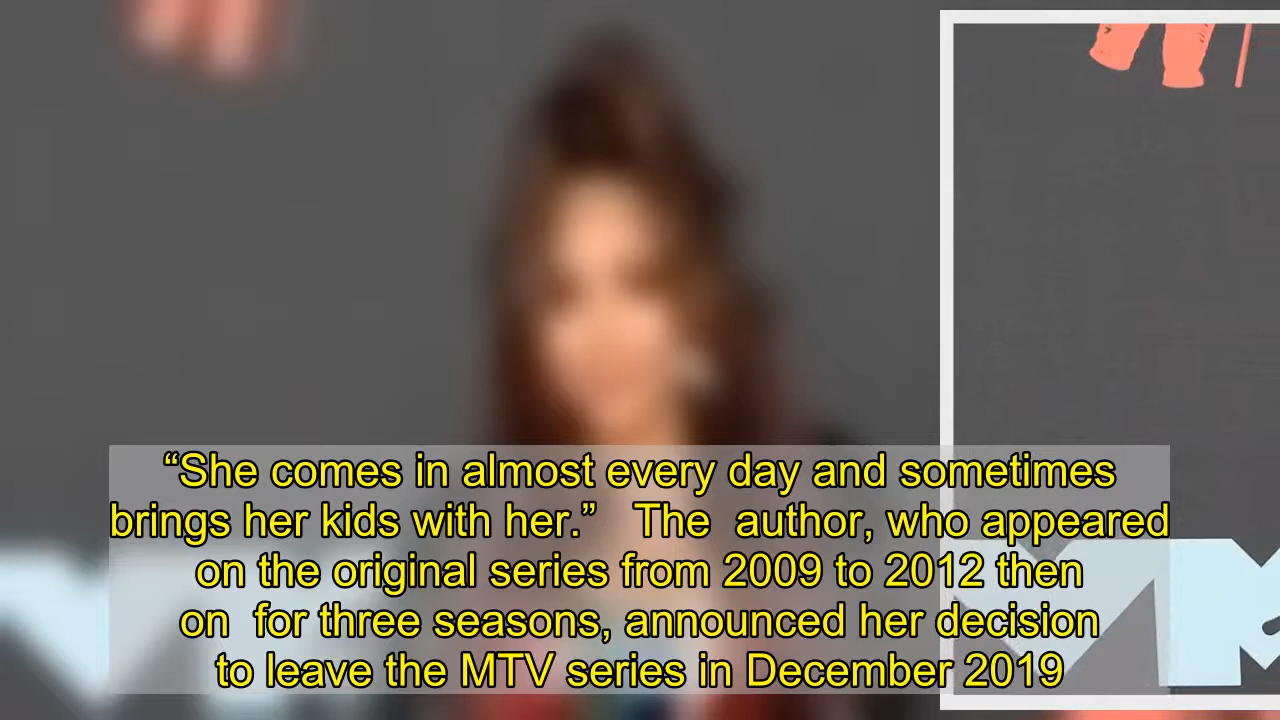 “She comes in almost every day and sometimes
brings her kids with her.”   The  author, who appeared
on the original series from 2009 to 2012 then
on  for three seasons, announced her decision
to leave the MTV series in December 2019